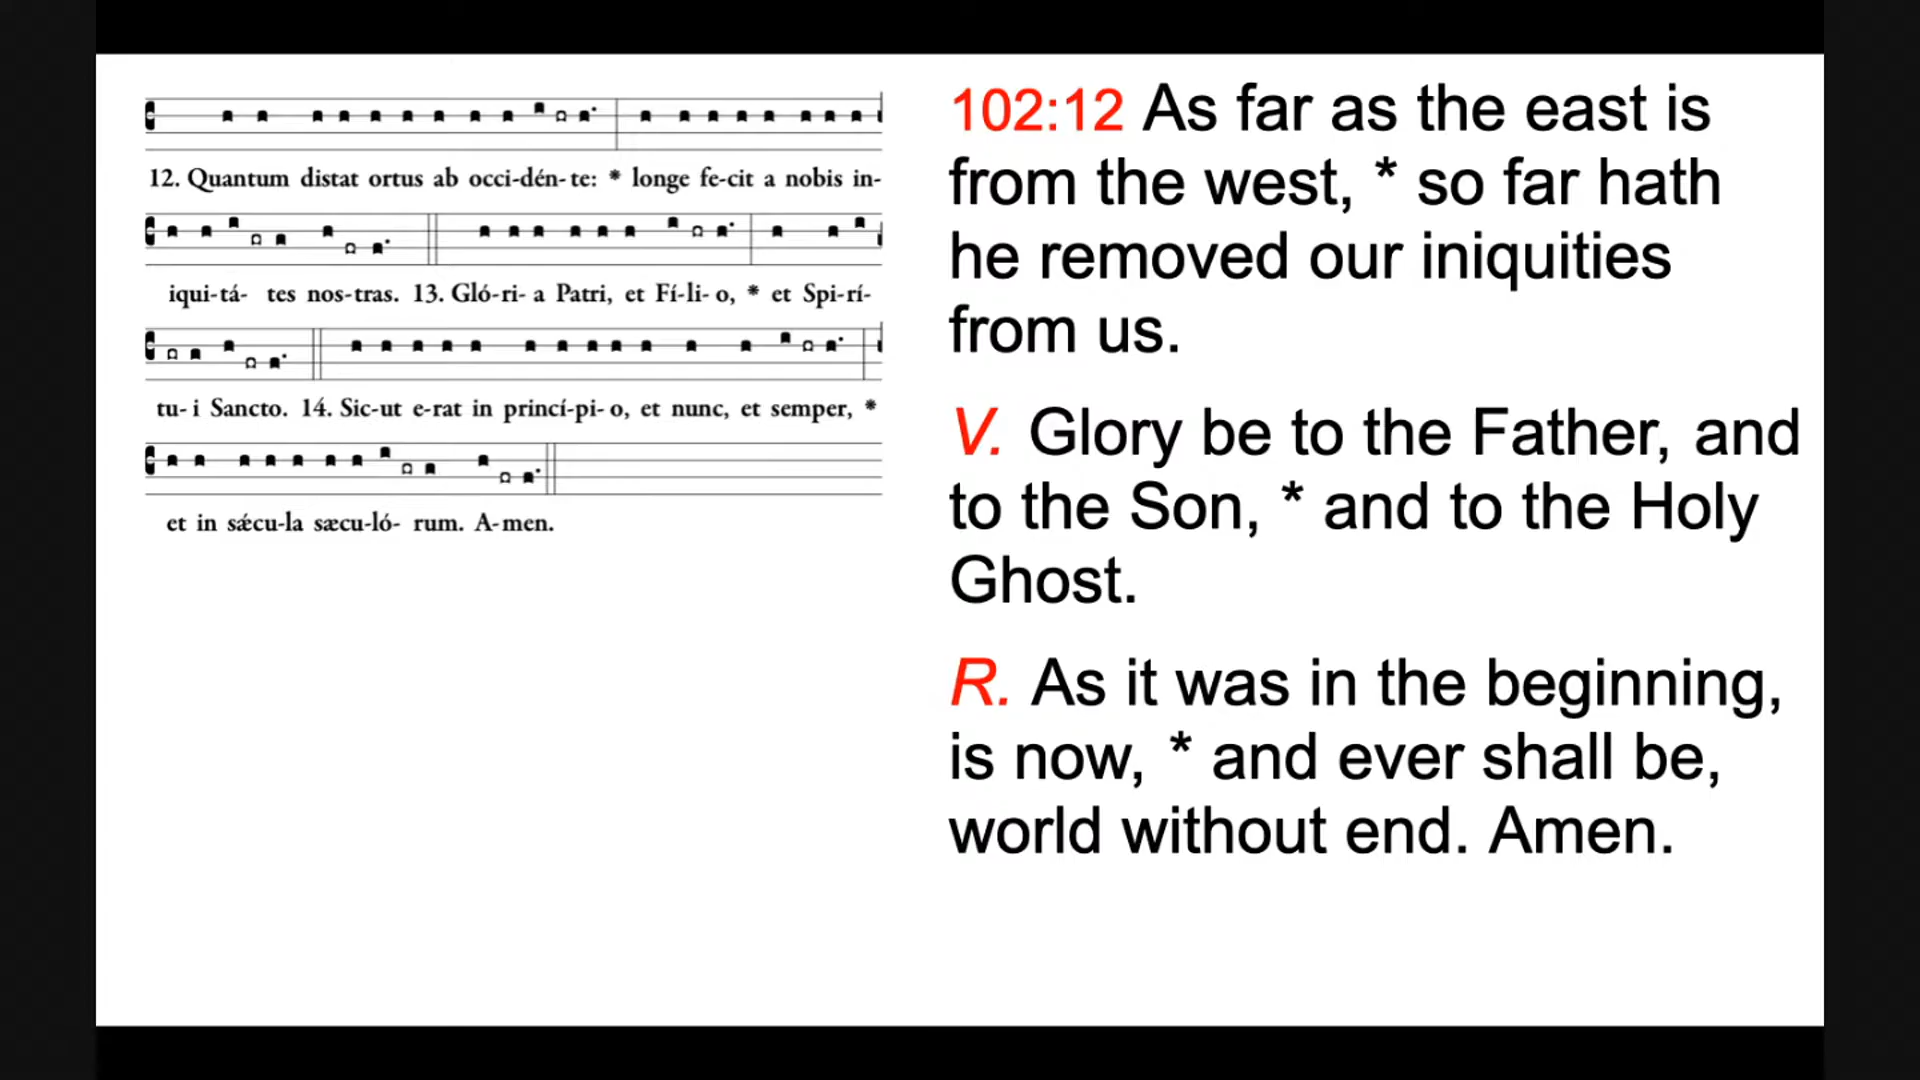 12. Quantum distat ortus ab occi-dén-te: * longe fe-cit a nobis in-
iqui-tá- tes nos-tras. 13. Gló-ri- a Patri, et Fí-li- o, * et Spi-rí-
tu- i Sancto. 14. Sic-ut e-rat in princí-pi- o, et nunc, et semper, *
et in sǽcu-la sæcu-ló- rum. A-men.
102:12 As far as the east is
from the west, * so far hath
he removed our iniquities
from us.
V. Glory be to the Father, and
to the Son, * and to the Holy
Ghost.
R. As it was in the beginning,
is now, * and ever shall be,
world without end. Amen.